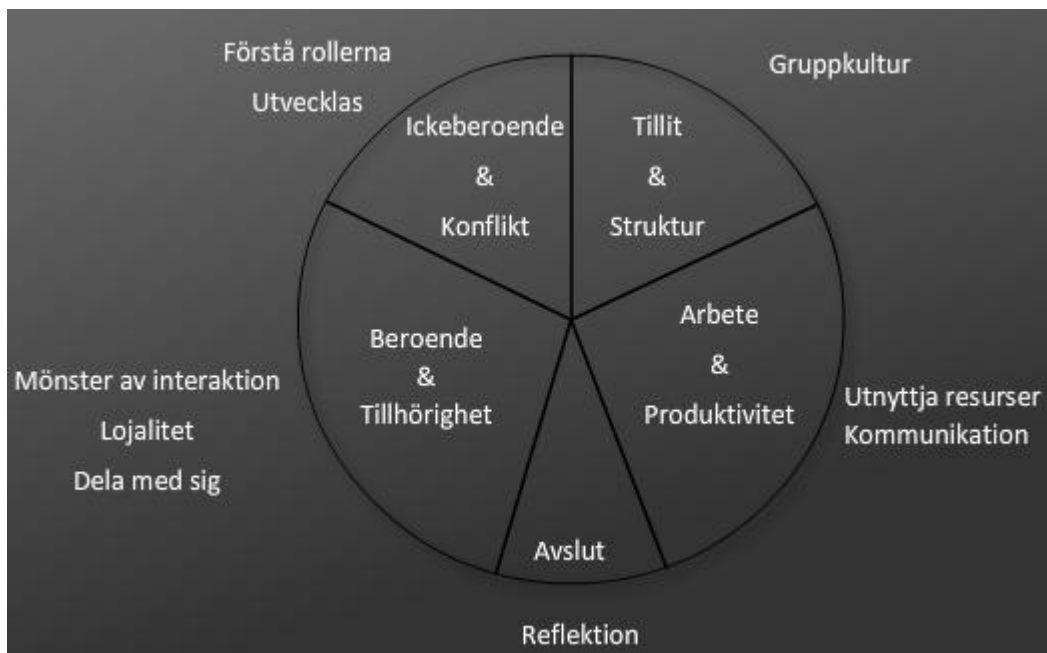 Förstå rollerna
Utvecklas
Gruppkultur
Ickeberoende
&
Konflikt
Tillit
&
Struktur
Beroende
&
Tillhörighet
Arbete
&
Produktivitet
Mönster av interaktion
Lojalitet
Dela med sig
Utnyttja resurser
Kommunikation
Avslut
Reflektion